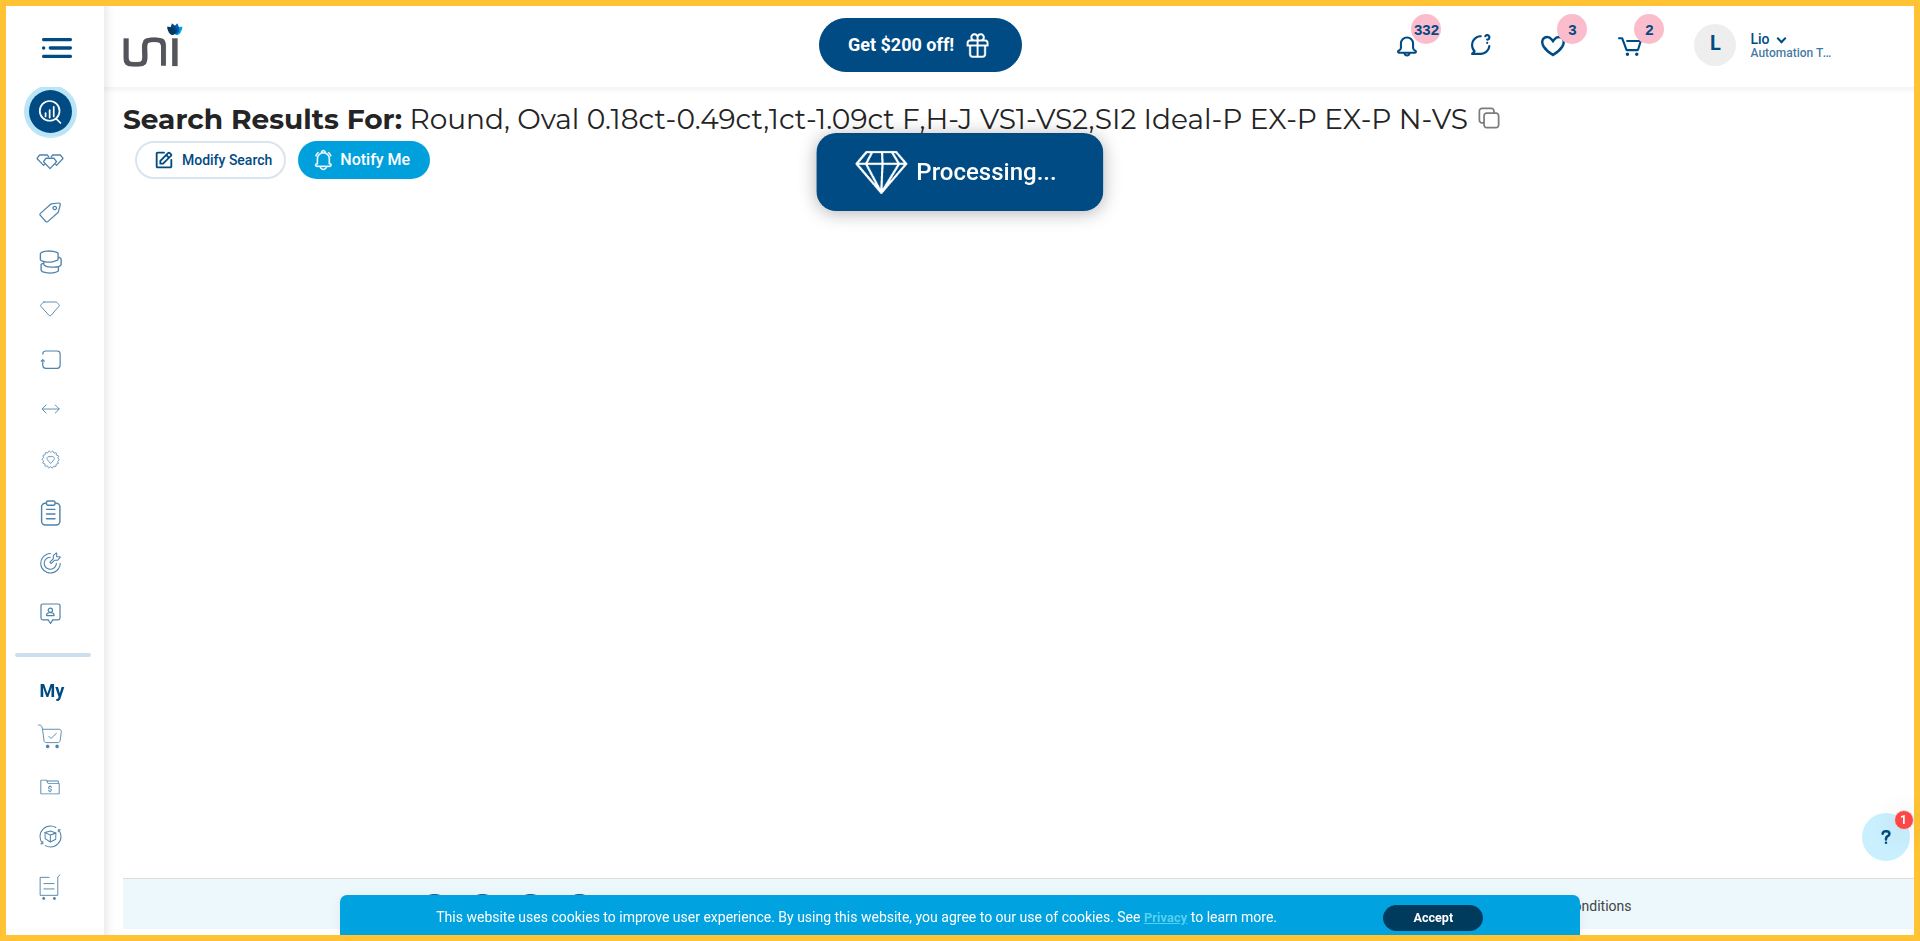 uni
Get $200 off!
332
3
2
L
Lio
Automation T...
Search Results For: Round, Oval 0.18ct-0.49ct,1ct-1.09ct F,H-J VS1-VS2,SI2 Ideal-P EX-P EX-P N-VS
Modify Search
Notify Me
Processing...
My
1
?
This website uses cookies to improve user experience. By using this website, you agree to our use of cookies. See Privacy to learn more.
Accept
nditions